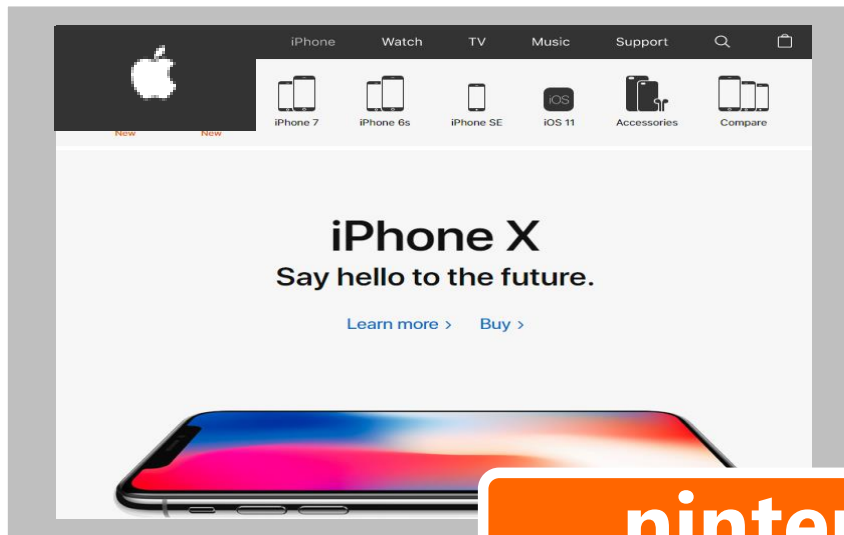 iPhone Watch TV Music Support
iPhone 7 iPhone 6s iPhone SE iOS iOS 11 Accessories Compare
New New
iPhone X
Say hello to the future.
Learn more > Buy >